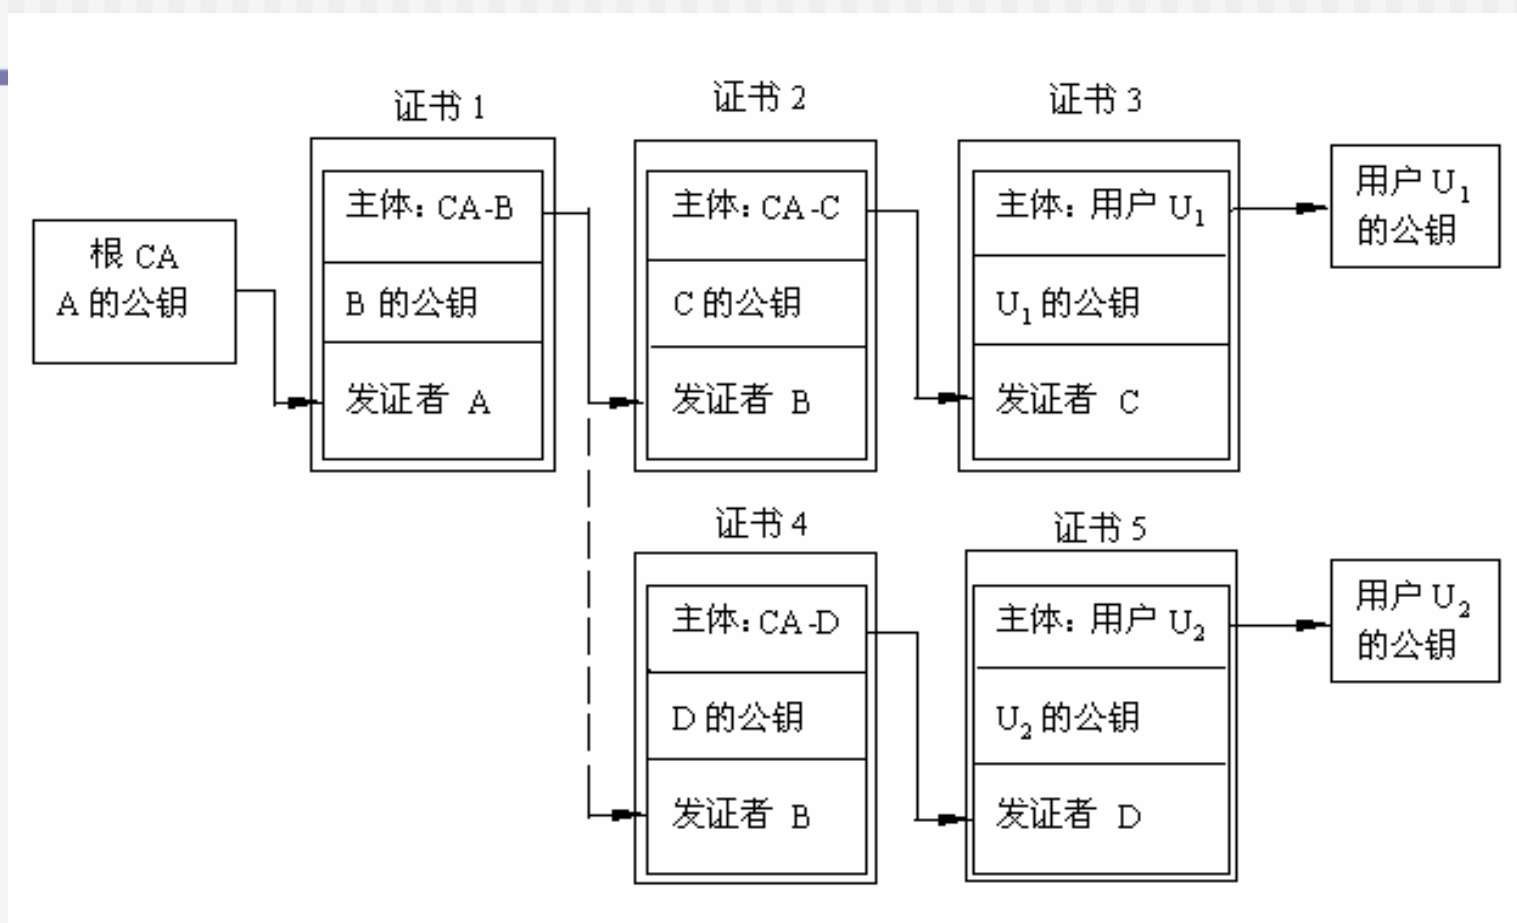 证书 1
证书 2
证书 3
根 CA
A 的公钥
主体：CA-B
B 的公钥
发证者 A
主体：CA-C
C 的公钥
发证者 B
主体：用户 U₁
U₁ 的公钥
发证者 C
用户 U₁
的公钥
证书 4
证书 5
主体：CA-D
D 的公钥
发证者 B
主体：用户 U₂
U₂ 的公钥
发证者 D
用户 U₂
的公钥